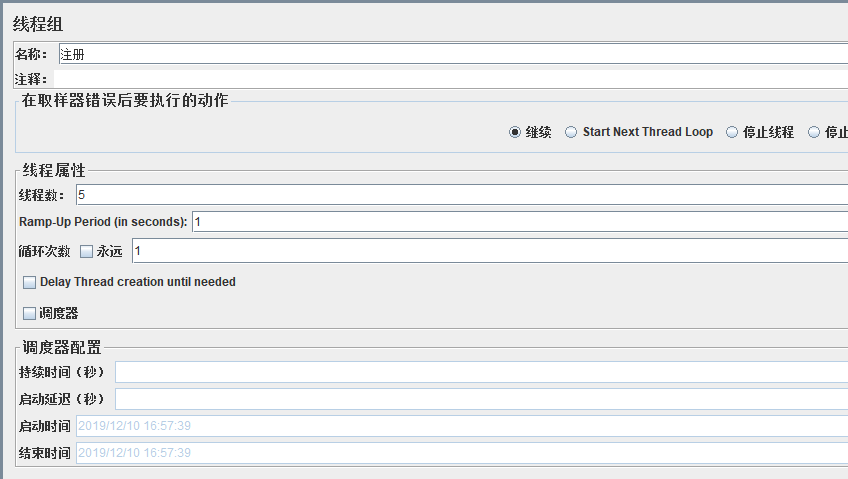 线程组
名称： 注册
注释：
在取样器错误后要执行的动作
继续 Start Next Thread Loop 停止线程 停止
线程属性
线程数： 5
Ramp-Up Period (in seconds): 1
循环次数 永远 1
Delay Thread creation until needed
调度器
调度器配置
持续时间（秒）
启动延迟（秒）
启动时间 2019/12/10 16:57:39
结束时间 2019/12/10 16:57:39